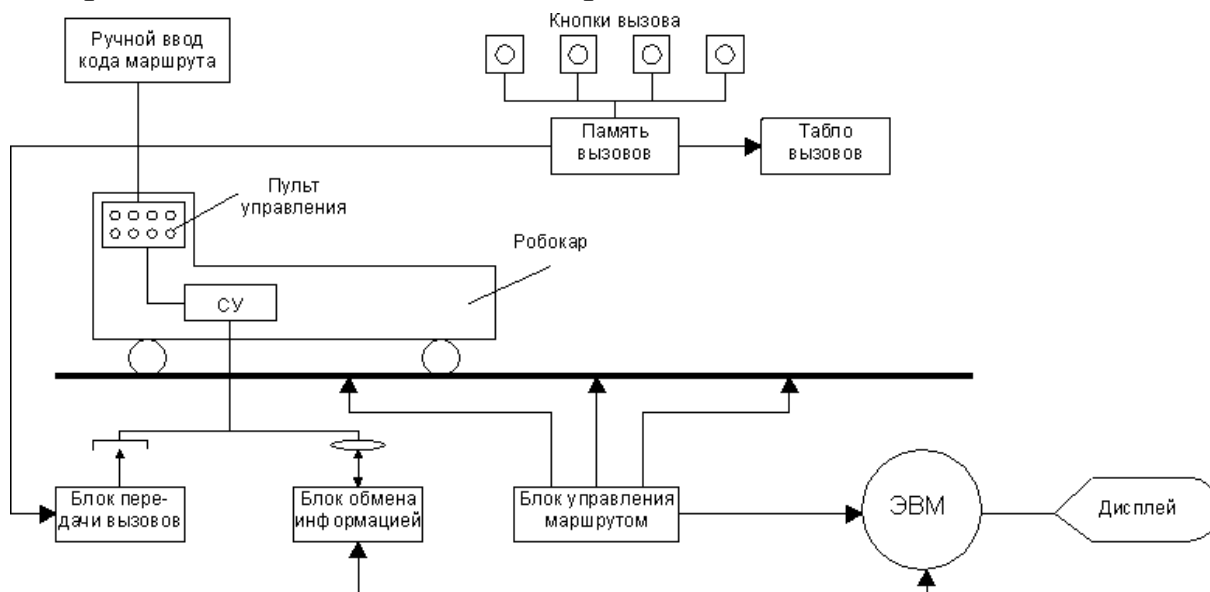 Кнопки вызова
Ручной ввод
кода маршрута
Память
вызовов
Табло
вызовов
Пульт
управления
Робокар
СУ
Блок пере-
дачи вызовов
Блок обмена
информацией
Блок управления
маршрутом
ЭВМ
Дисплей